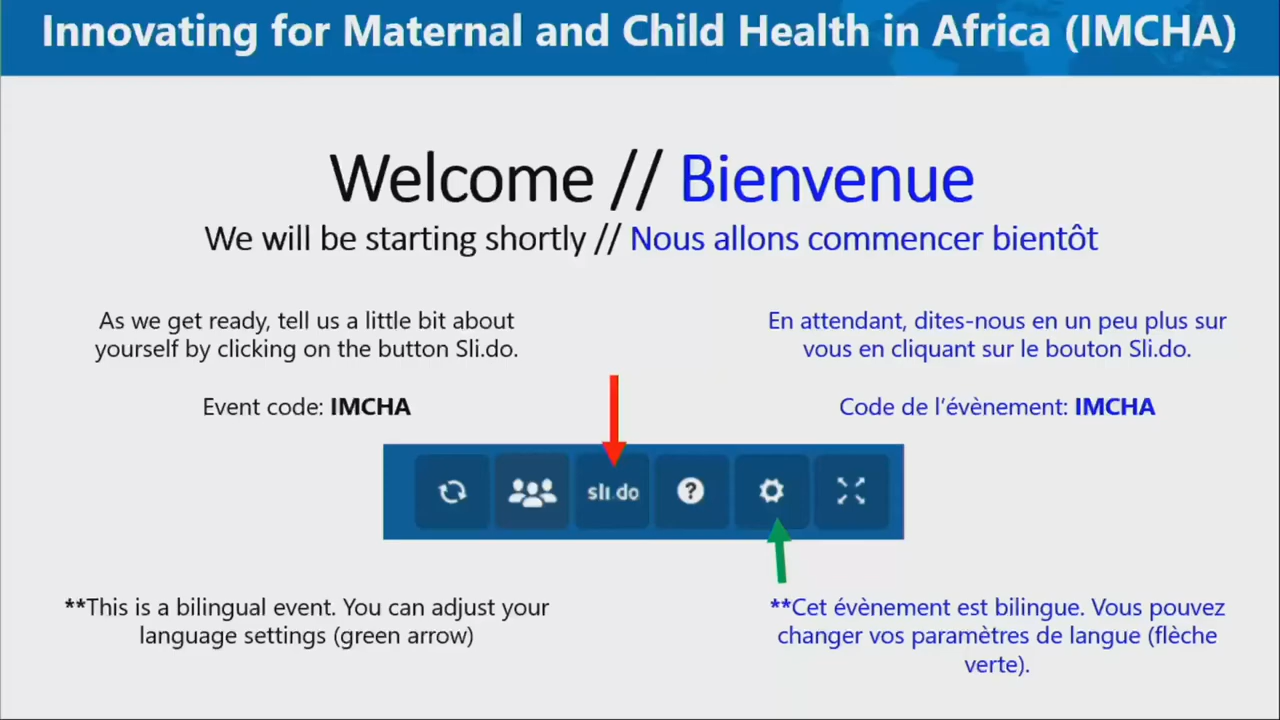 Innovating for Maternal and Child Health in Africa (IMCHA)
Welcome // Bienvenue
We will be starting shortly // Nous allons commencer bientôt
As we get ready, tell us a little bit about
yourself by clicking on the button Sli.do.
Event code: IMCHA
En attendant, dites-nous en un peu plus sur
vous en cliquant sur le bouton Sli.do.
Code de l’évènement: IMCHA
sli.do
?
**This is a bilingual event. You can adjust your
language settings (green arrow)
**Cet évènement est bilingue. Vous pouvez
changer vos paramètres de langue (flèche
verte).